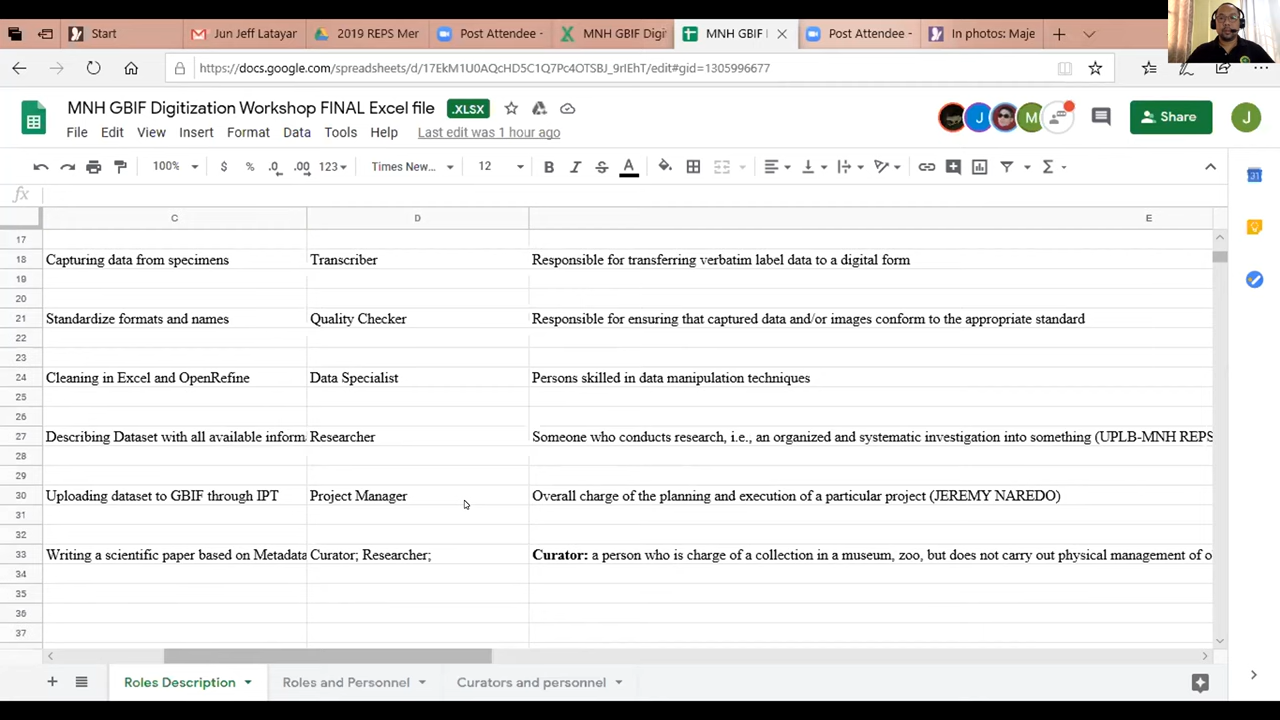 Start
Jun Jeff Latayar
2019 REPS Mer
Post Attendee -
MNH GBIF Digi
MNH GBIF
Post Attendee -
In photos: Maje
https://docs.google.com/spreadsheets/d/17EkM1U0AQcHD5C1Q7Pc4OTSBJ_9rIEhT/edit#gid=1305996677
MNH GBIF Digitization Workshop FINAL Excel file .XLSX
J M Share J
File Edit View Insert Format Data Tools Help Last edit was 1 hour ago
100% $ % .0 .00 123 Times New... 12 B I S A Σ
fx
C D E
17
18 Capturing data from specimens Transcriber Responsible for transferring verbatim label data to a digital form
19
20
21 Standardize formats and names Quality Checker Responsible for ensuring that captured data and/or images conform to the appropriate standard
22
23
24 Cleaning in Excel and OpenRefine Data Specialist Persons skilled in data manipulation techniques
25
26
27 Describing Dataset with all available inform Researcher Someone who conducts research, i.e., an organized and systematic investigation into something (UPLB-MNH REPS
28
29
30 Uploading dataset to GBIF through IPT Project Manager Overall charge of the planning and execution of a particular project (JEREMY NAREDO)
31
32
33 Writing a scientific paper based on Metadata Curator; Researcher; Curator: a person who is charge of a collection in a museum, zoo, but does not carry out physical management of o
34
35
36
37
Roles Description Roles and Personnel Curators and personnel